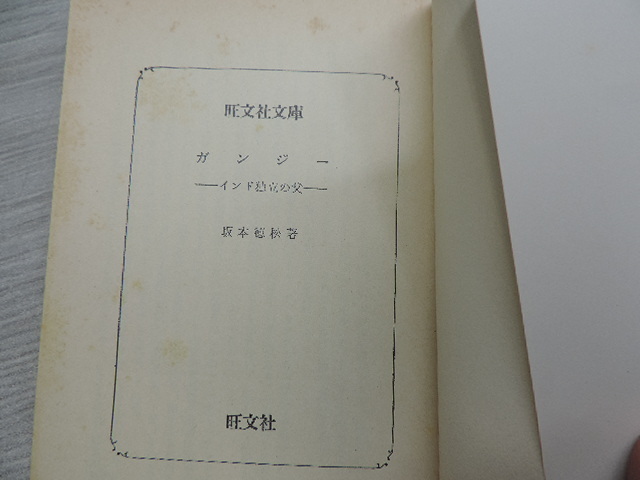 旺文社文庫
ガンジー
──インド独立の父──
坂本徳松著
旺文社